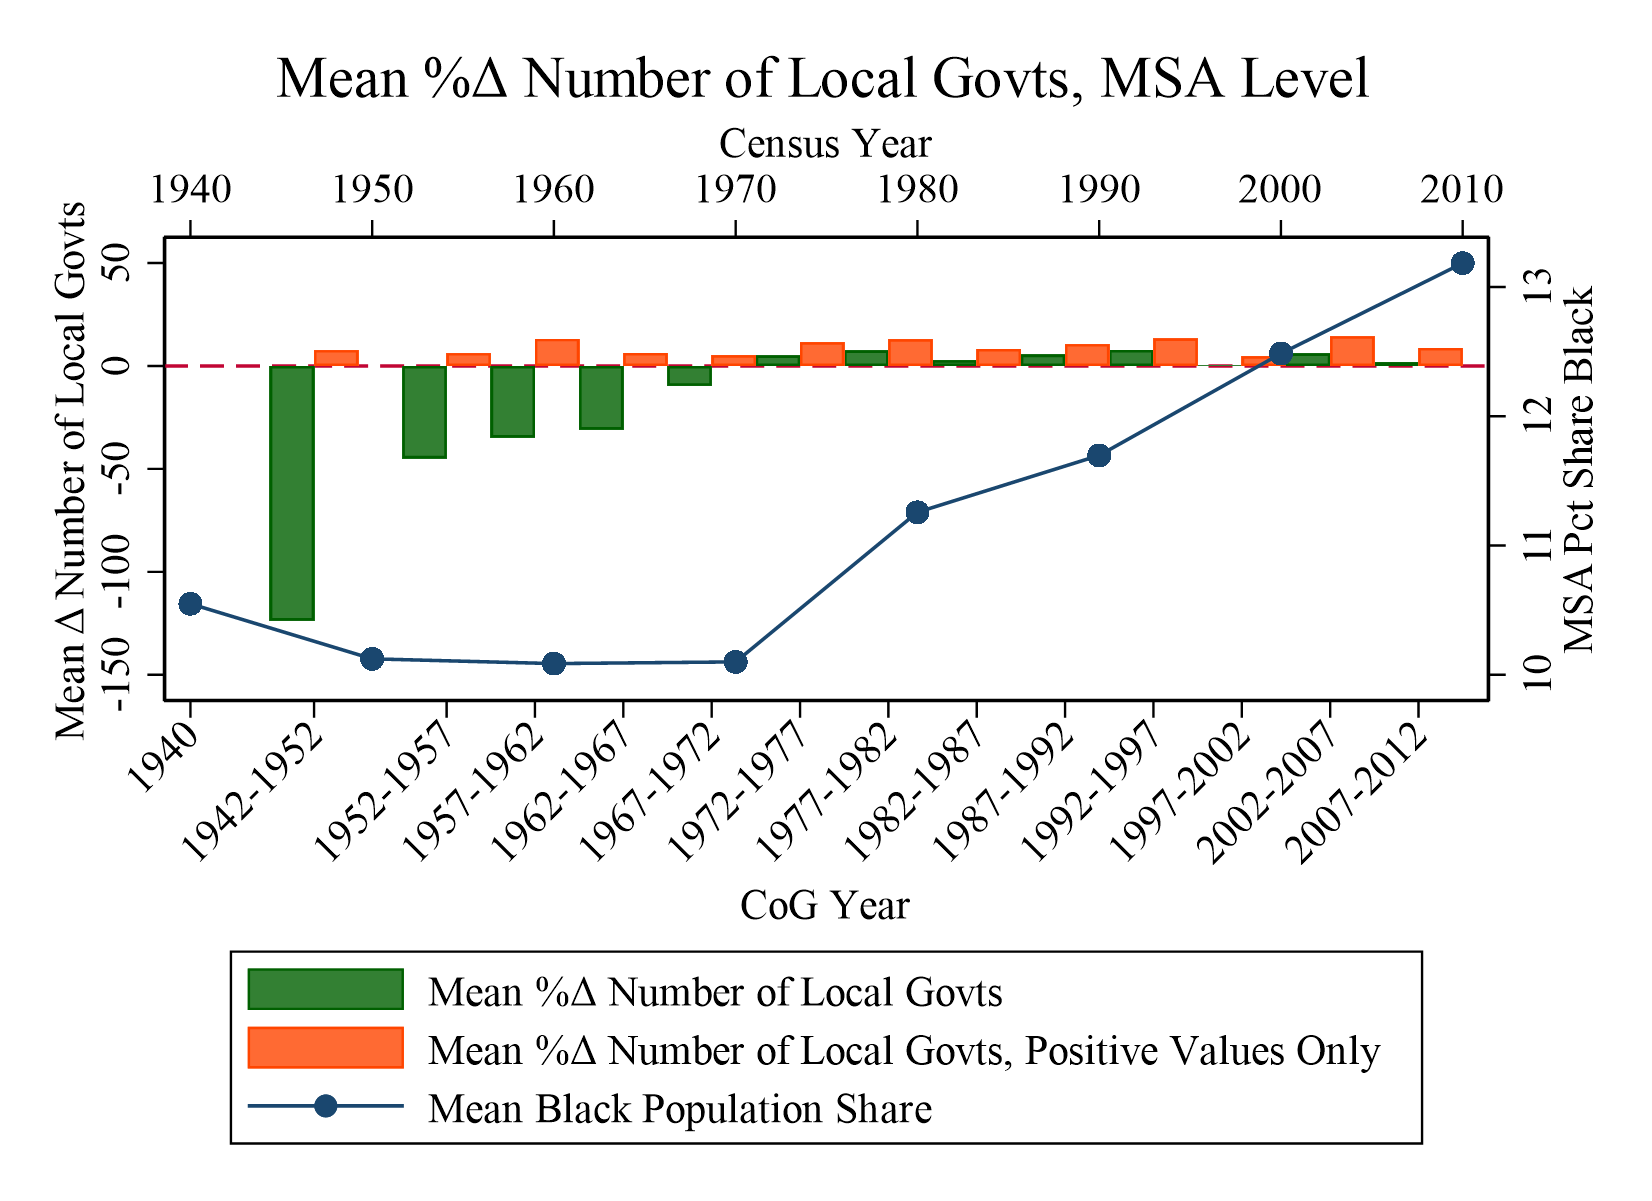 Mean %Δ Number of Local Govts, MSA Level
Census Year
1940 1950 1960 1970 1980 1990 2000 2010
Mean Δ Number of Local Govts
50
0
-50
-100
-150
13
12
11
10
MSA Pct Share Black
1940
1942-1952
1952-1957
1957-1962
1962-1967
1967-1972
1972-1977
1977-1982
1982-1987
1987-1992
1992-1997
1997-2002
2002-2007
2007-2012
CoG Year
Mean %Δ Number of Local Govts
Mean %Δ Number of Local Govts, Positive Values Only
Mean Black Population Share